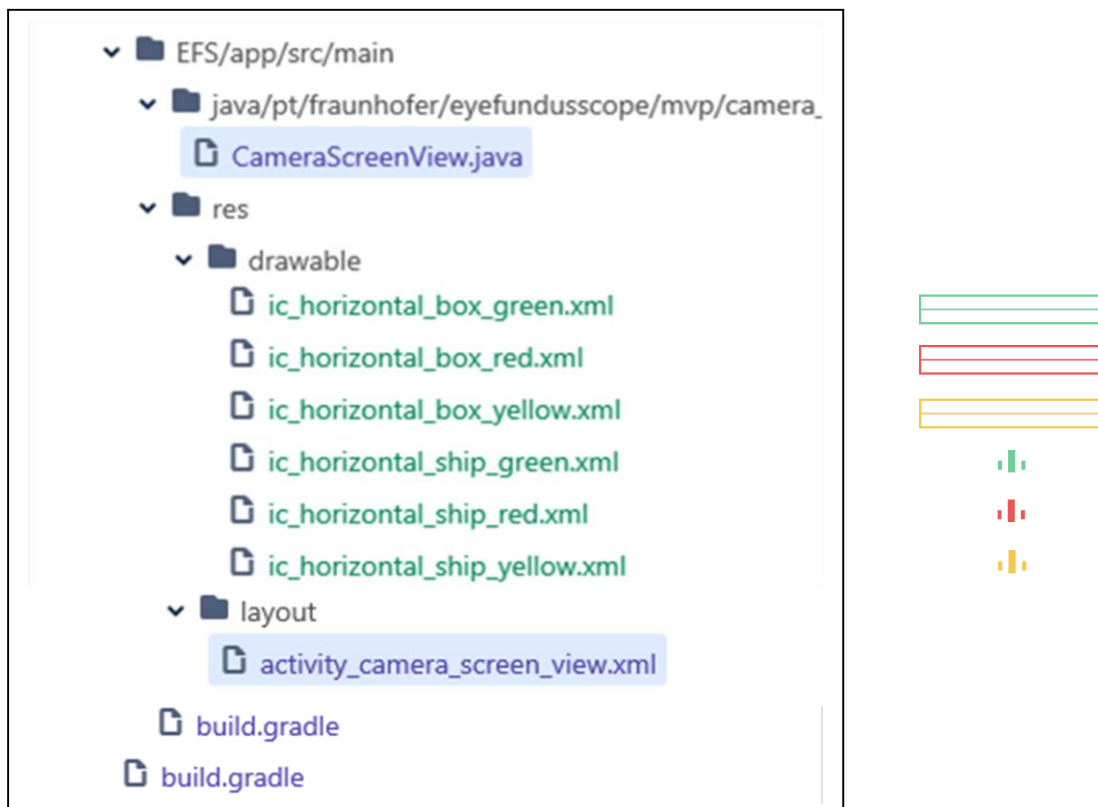 EFS/app/src/main
java/pt/fraunhofer/eyefundusscope/mvp/camera_
CameraScreenView.java
res
drawable
ic_horizontal_box_green.xml
ic_horizontal_box_red.xml
ic_horizontal_box_yellow.xml
ic_horizontal_ship_green.xml
ic_horizontal_ship_red.xml
ic_horizontal_ship_yellow.xml
layout
activity_camera_screen_view.xml
build.gradle
build.gradle